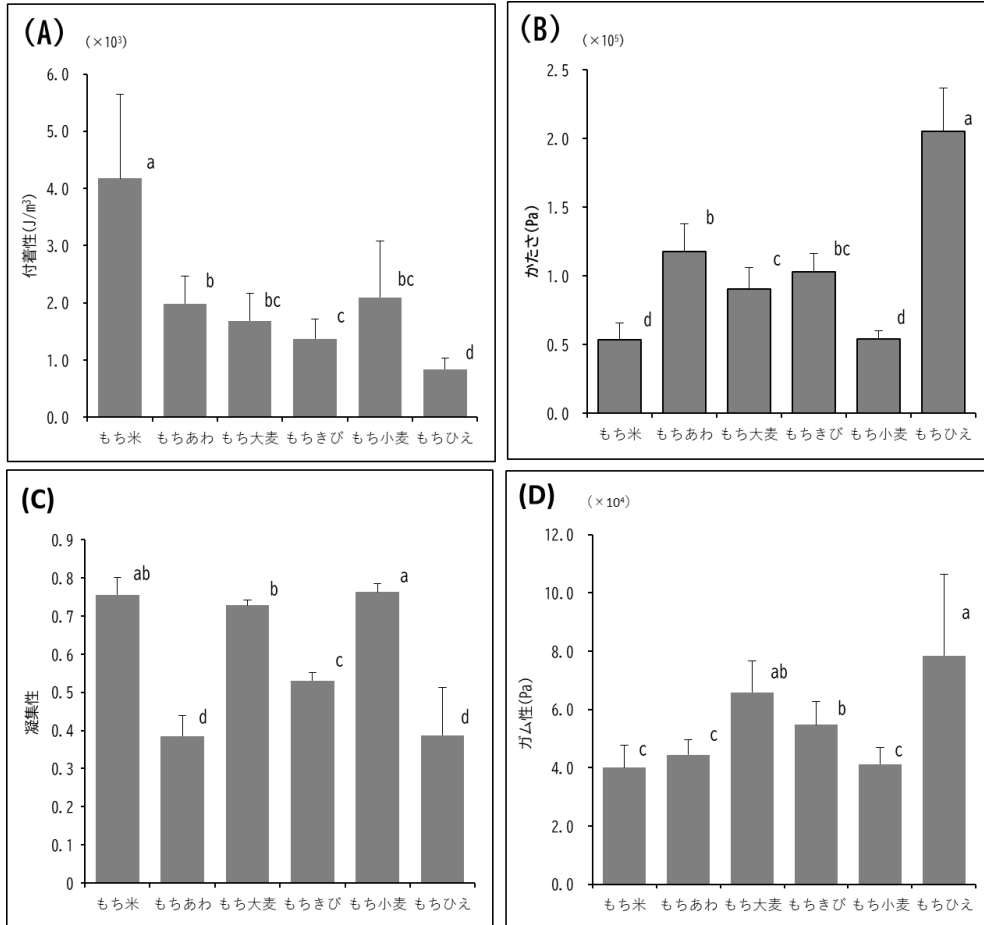 (A)
(×10³)
付着性(J/m³)
6.0
5.0
4.0
3.0
2.0
1.0
0.0
a
b
bc
c
bc
d
もち米 もちあわ もち大麦 もちきび もち小麦 もちひえ
(B)
(×10⁵)
かたさ(Pa)
2.5
2.0
1.5
1.0
0.5
0.0
d
b
c
bc
d
a
もち米 もちあわ もち大麦 もちきび もち小麦 もちひえ
(C)
凝集性
0.9
0.8
0.7
0.6
0.5
0.4
0.3
0.2
0.1
0
ab
d
b
c
a
d
もち米 もちあわ もち大麦 もちきび もち小麦 もちひえ
(D)
(×10⁴)
ガム性(Pa)
12.0
10.0
8.0
6.0
4.0
2.0
0.0
c
c
ab
b
c
a
もち米 もちあわ もち大麦 もちきび もち小麦 もちひえ